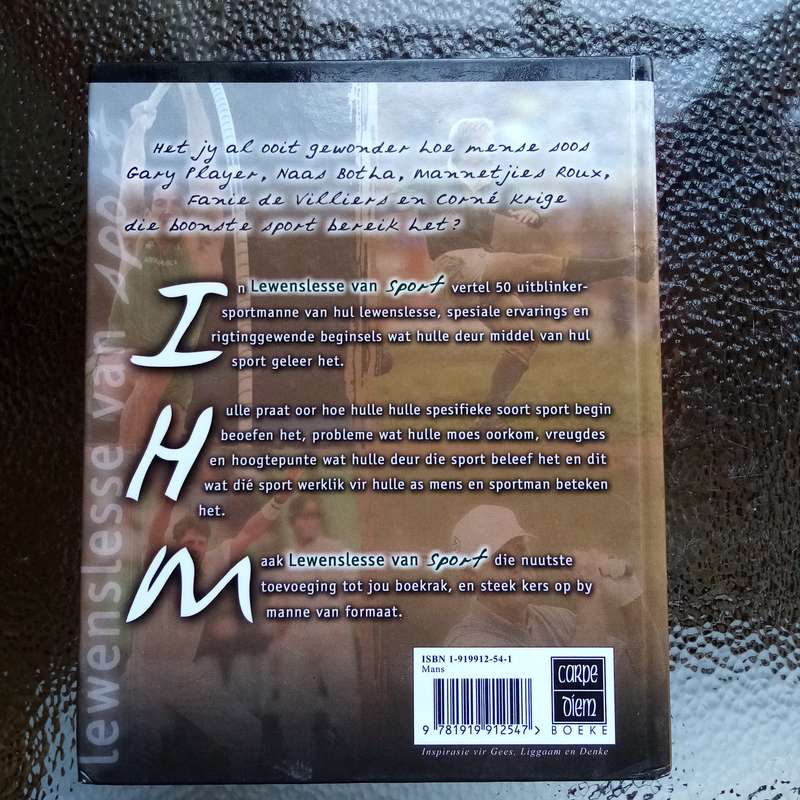 Het jy al ooit gewonder hoe mense soos
Gary Player, Naas Botha, Mannetjies Roux,
Fanie de Villiers en Corné Krige
die boonste sport bereik het?
In Lewenslesse van sport vertel 50 uitblinker-
sportmanne van hul lewenslesse, spesiale ervarings en
rigtinggewende beginsels wat hulle deur middel van hul
sport geleer het.
Hulle praat oor hoe hulle hulle spesifieke soort sport begin
beoefen het, probleme wat hulle moes oorkom, vreugdes
en hoogtepunte wat hulle deur die sport beleef het en dit
wat dié sport werklik vir hulle as mens en sportman beteken
het.
Maak Lewenslesse van sport die nuutste
toevoeging tot jou boekrak, en steek kers op by
manne van formaat.
lewenslesse van sport
ISBN 1-919912-54-1
Mans
9 781919 912547 >
carpe
diem
BOEKE
Inspirasie vir Gees, Liggaam en Denke